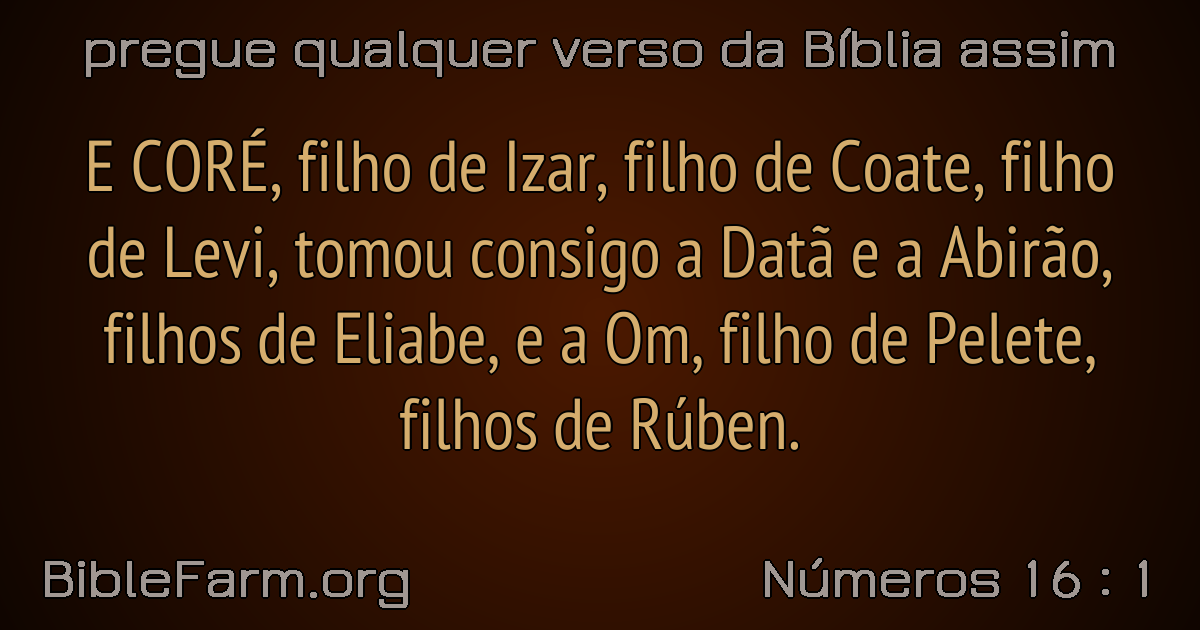 pregue qualquer verso da Bíblia assim
E CORÉ, filho de Izar, filho de Coate, filho
de Levi, tomou consigo a Datã e a Abirão,
filhos de Eliabe, e a Om, filho de Pelete,
filhos de Rúben.
BibleFarm.org
Números 16 : 1